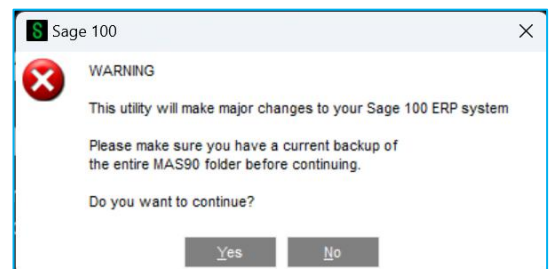 Sage 100
WARNING
This utility will make major changes to your Sage 100 ERP system
Please make sure you have a current backup of
the entire MAS90 folder before continuing.
Do you want to continue?
Yes
No